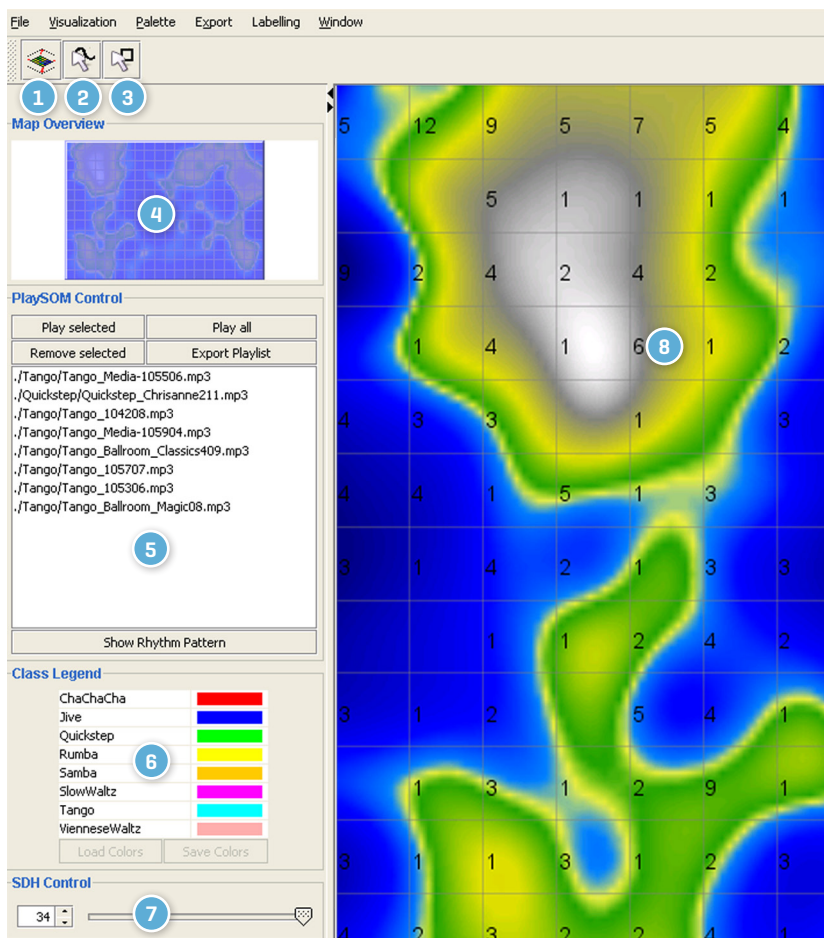 File Visualization Palette Export Labelling Window
1 2 3
Map Overview
4
PlaySOM Control
Play selected Play all
Remove selected Export Playlist
./Tango/Tango_Media-105506.mp3
./Quickstep/Quickstep_Chrisanne211.mp3
./Tango/Tango_104208.mp3
./Tango/Tango_Media-105904.mp3
./Tango/Tango_Ballroom_Classics409.mp3
./Tango/Tango_105707.mp3
./Tango/Tango_105306.mp3
./Tango/Tango_Ballroom_Magic08.mp3
5
Show Rhythm Pattern
Class Legend
ChaChaCha
Jive
Quickstep
Rumba
6
Samba
SlowWaltz
Tango
VienneseWaltz
Load Colors Save Colors
SDH Control
34
7
5 12 9 5 7 5 4
5 1 1 1 1
9 2 4 2 4 2
1 4 1 6 8 1 2
4 3 3 1 3
4 4 1 5 1 3
3 1 4 2 1 3 3
1 1 2 4 2
3 1 2 5 4 1
1 3 1 2 9 1
3 1 1 3 1 2 3
4 2 3 2 2 4 1